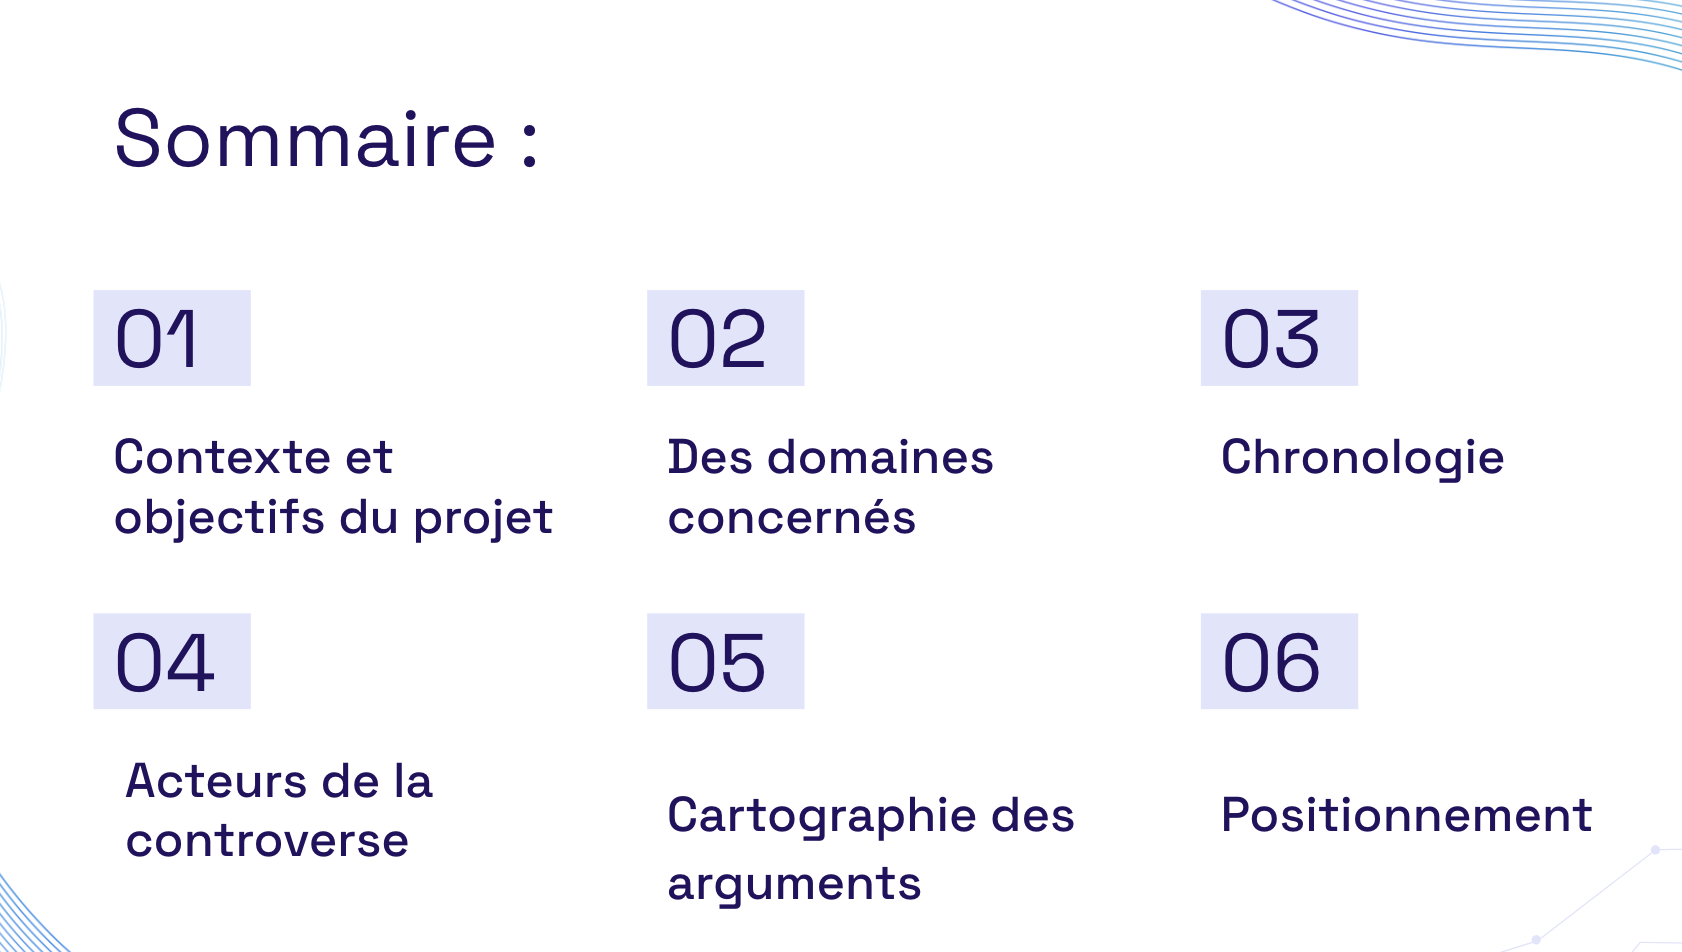 Sommaire :
01
Contexte et
objectifs du projet
02
Des domaines
concernés
03
Chronologie
04
Acteurs de la
controverse
05
Cartographie des
arguments
06
Positionnement